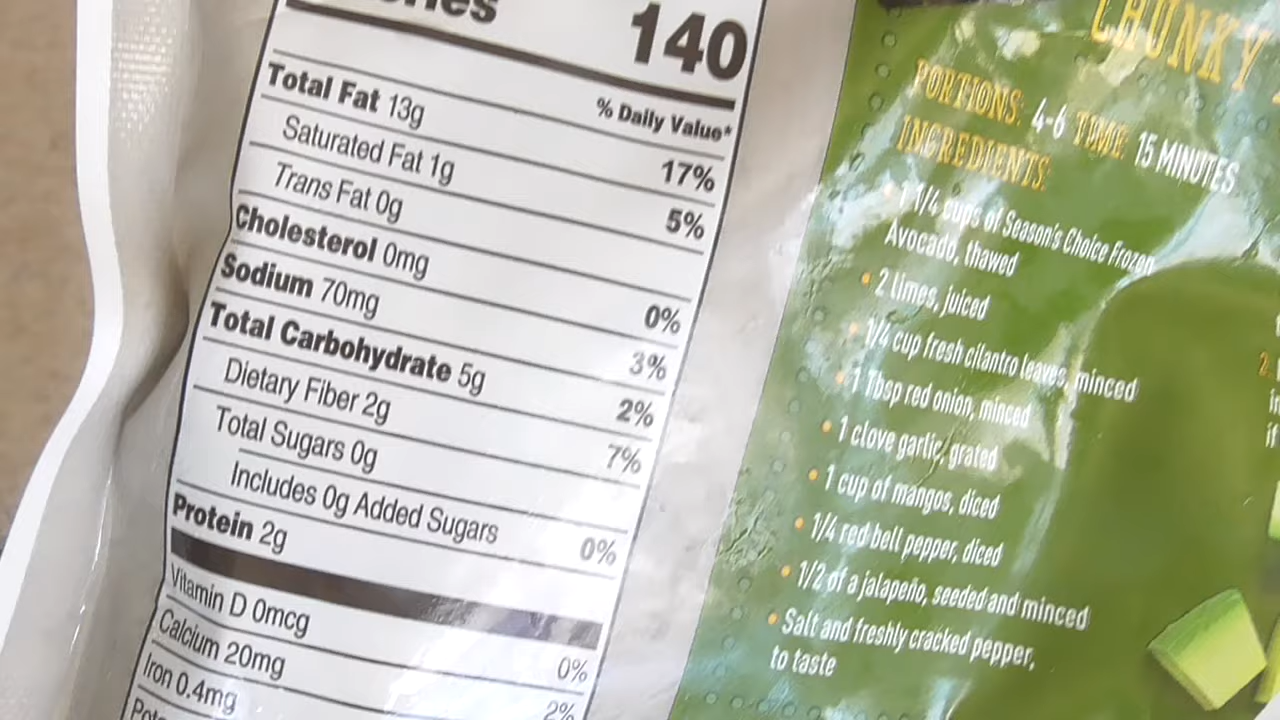 140
% Daily Value*
Total Fat 13g 17%
Saturated Fat 1g 5%
Trans Fat 0g
Cholesterol 0mg 0%
Sodium 70mg 3%
Total Carbohydrate 5g 2%
Dietary Fiber 2g 7%
Total Sugars 0g
Includes 0g Added Sugars 0%
Protein 2g
Vitamin D 0mcg 0%
Calcium 20mg 2%
Iron 0.4mg
CHUNKY
PORTIONS: 4-6 TIME: 15 MINUTES
INGREDIENTS:
• 1 1/4 cups of Season's Choice Frozen
Avocado, thawed
• 2 limes, juiced
• 1/4 cup fresh cilantro leaves, minced
• 1 Tbsp red onion, minced
• 1 clove garlic, grated
• 1 cup of mangos, diced
• 1/4 red bell pepper, diced
• 1/2 of a jalapeño, seeded and minced
• Salt and freshly cracked pepper,
to taste
2.
if